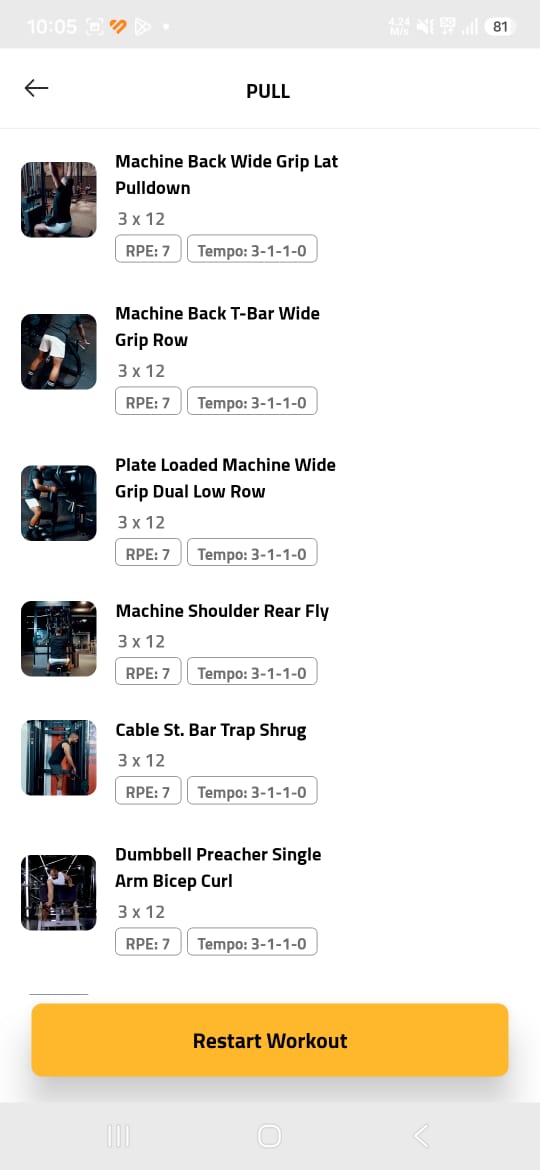 10:05
4.24
M/s
5G
81
PULL
Machine Back Wide Grip Lat
Pulldown
3 x 12
RPE: 7 Tempo: 3-1-1-0
Machine Back T-Bar Wide
Grip Row
3 x 12
RPE: 7 Tempo: 3-1-1-0
Plate Loaded Machine Wide
Grip Dual Low Row
3 x 12
RPE: 7 Tempo: 3-1-1-0
Machine Shoulder Rear Fly
3 x 12
RPE: 7 Tempo: 3-1-1-0
Cable St. Bar Trap Shrug
3 x 12
RPE: 7 Tempo: 3-1-1-0
Dumbbell Preacher Single
Arm Bicep Curl
3 x 12
RPE: 7 Tempo: 3-1-1-0
Restart Workout